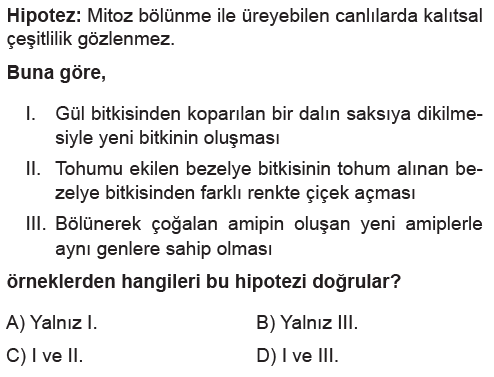 Hipotez: Mitoz bölünme ile üreyebilen canlılarda kalıtsal
çeşitlilik gözlenmez.
Buna göre,
I. Gül bitkisinden koparılan bir dalın saksıya dikilme-
siyle yeni bitkinin oluşması
II. Tohumu ekilen bezelye bitkisinin tohum alınan be-
zelye bitkisinden farklı renkte çiçek açması
III. Bölünerek çoğalan amipin oluşan yeni amiplerle
aynı genlere sahip olması
örneklerden hangileri bu hipotezi doğrular?
A) Yalnız I. B) Yalnız III.
C) I ve II. D) I ve III.